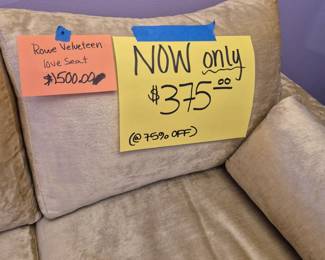 Rowe Velveteen
love Seat
$1500.00
NOW only
$375.00
(@ 75% OFF)